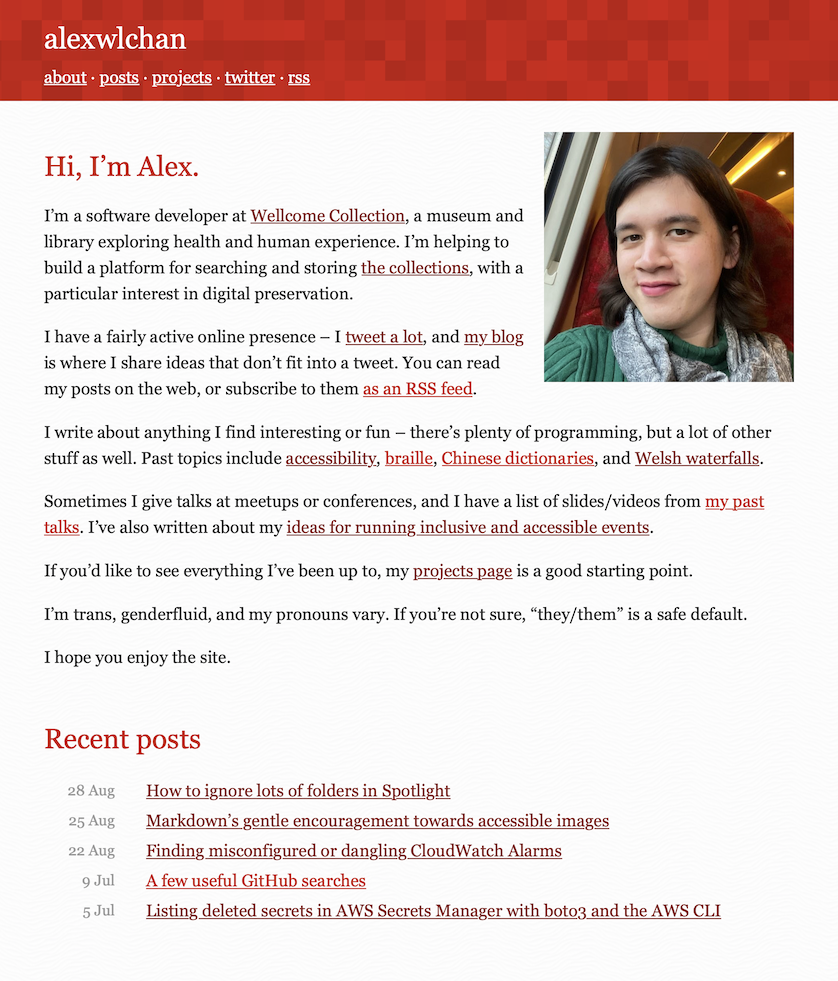 alexwlchan
about · posts · projects · twitter · rss
Hi, I’m Alex.
I’m a software developer at Wellcome Collection, a museum and
library exploring health and human experience. I’m helping to
build a platform for searching and storing the collections, with a
particular interest in digital preservation.
I have a fairly active online presence – I tweet a lot, and my blog
is where I share ideas that don’t fit into a tweet. You can read
my posts on the web, or subscribe to them as an RSS feed.
I write about anything I find interesting or fun – there’s plenty of programming, but a lot of other
stuff as well. Past topics include accessibility, braille, Chinese dictionaries, and Welsh waterfalls.
Sometimes I give talks at meetups or conferences, and I have a list of slides/videos from my past
talks. I’ve also written about my ideas for running inclusive and accessible events.
If you’d like to see everything I’ve been up to, my projects page is a good starting point.
I’m trans, genderfluid, and my pronouns vary. If you’re not sure, “they/them” is a safe default.
I hope you enjoy the site.
Recent posts
28 Aug How to ignore lots of folders in Spotlight
25 Aug Markdown’s gentle encouragement towards accessible images
22 Aug Finding misconfigured or dangling CloudWatch Alarms
9 Jul A few useful GitHub searches
5 Jul Listing deleted secrets in AWS Secrets Manager with boto3 and the AWS CLI